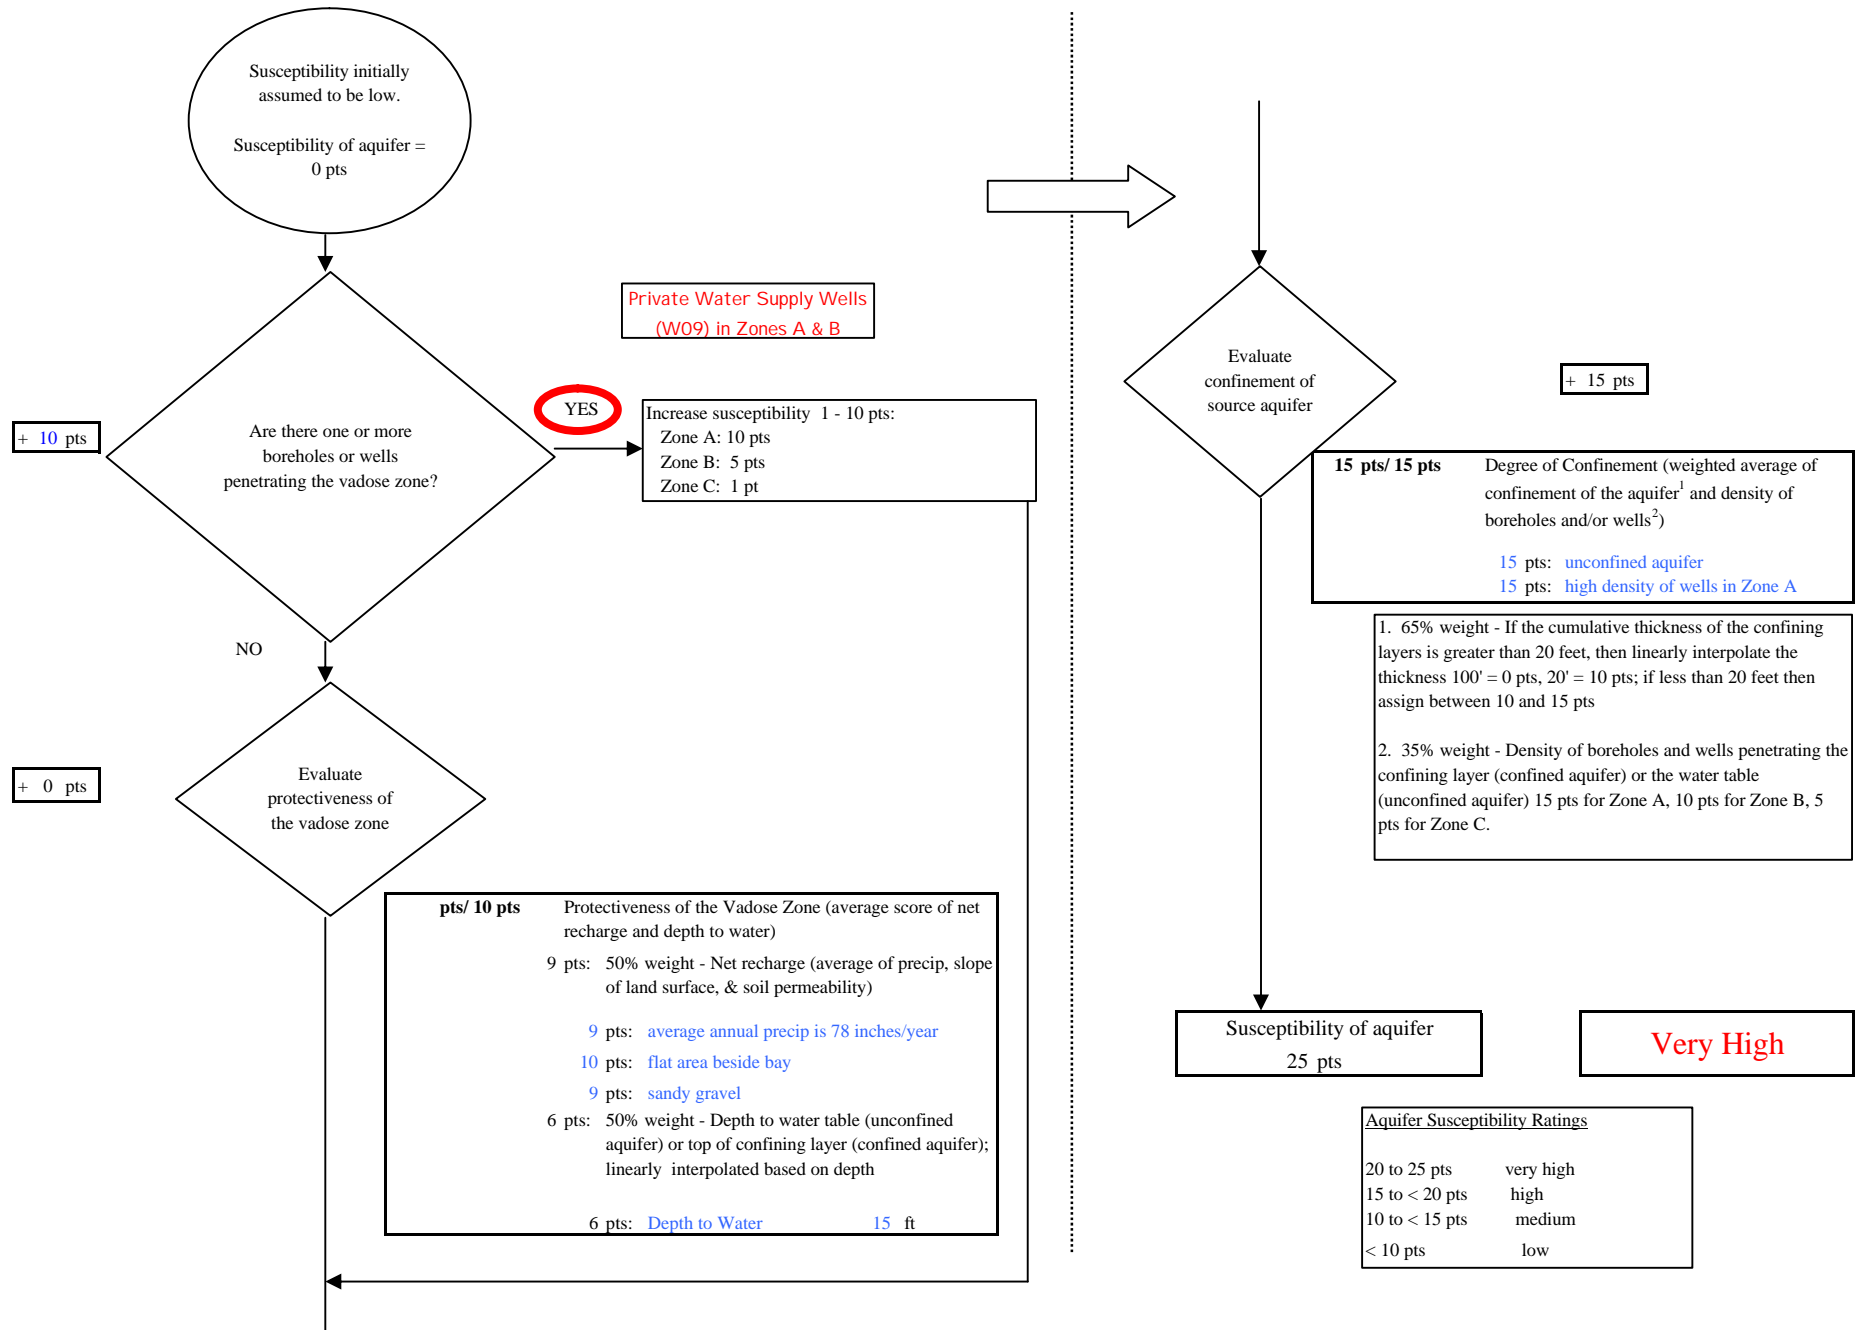 Susceptibility initially
assumed to be low.
Susceptibility of aquifer =
0 pts
Private Water Supply Wells
(W09) in Zones A & B
YES
+ 10 pts
Are there one or more
boreholes or wells
penetrating the vadose zone?
Increase susceptibility 1 - 10 pts:
Zone A: 10 pts
Zone B: 5 pts
Zone C: 1 pt
NO
+ 0 pts
Evaluate
protectiveness of
the vadose zone
pts/ 10 pts Protectiveness of the Vadose Zone (average score of net
recharge and depth to water)
9 pts: 50% weight - Net recharge (average of precip, slope
of land surface, & soil permeability)
9 pts: average annual precip is 78 inches/year
10 pts: flat area beside bay
9 pts: sandy gravel
6 pts: 50% weight - Depth to water table (unconfined
aquifer) or top of confining layer (confined aquifer);
linearly interpolated based on depth
6 pts: Depth to Water 15 ft
Evaluate
confinement of
source aquifer
+ 15 pts
15 pts/ 15 pts Degree of Confinement (weighted average of
confinement of the aquifer1 and density of
boreholes and/or wells2)
15 pts: unconfined aquifer
15 pts: high density of wells in Zone A
1. 65% weight - If the cumulative thickness of the confining
layers is greater than 20 feet, then linearly interpolate the
thickness 100' = 0 pts, 20' = 10 pts; if less than 20 feet then
assign between 10 and 15 pts
2. 35% weight - Density of boreholes and wells penetrating the
confining layer (confined aquifer) or the water table
(unconfined aquifer) 15 pts for Zone A, 10 pts for Zone B, 5
pts for Zone C.
Susceptibility of aquifer
25 pts
Very High
Aquifer Susceptibility Ratings
20 to 25 pts very high
15 to < 20 pts high
10 to < 15 pts medium
< 10 pts low